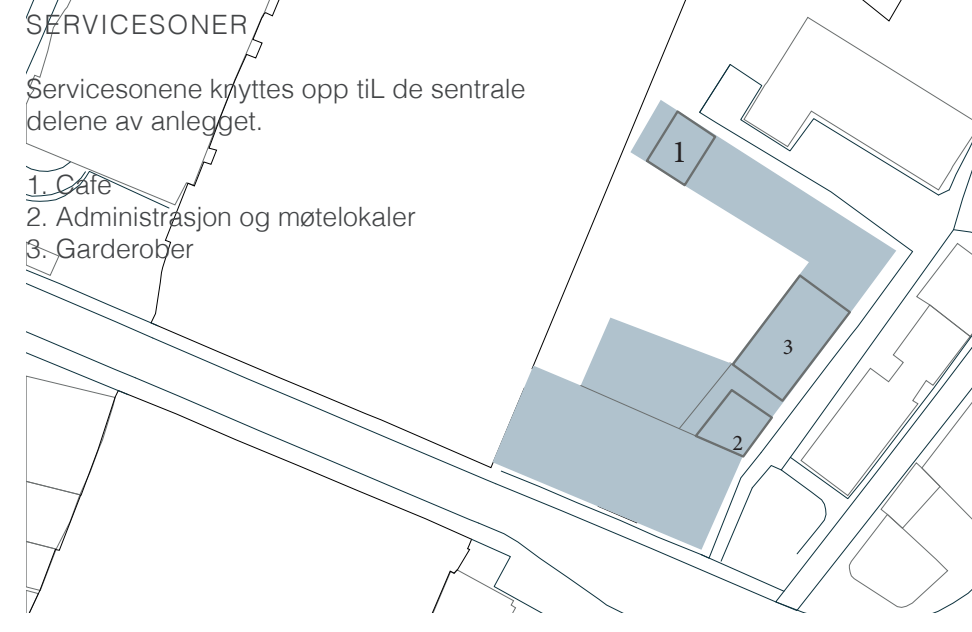 SERVICESONER
Servicesonene knyttes opp tiL de sentrale
delene av anlegget.
1. Cafe
2. Administrasjon og møtelokaler
3. Garderober
1
3
2